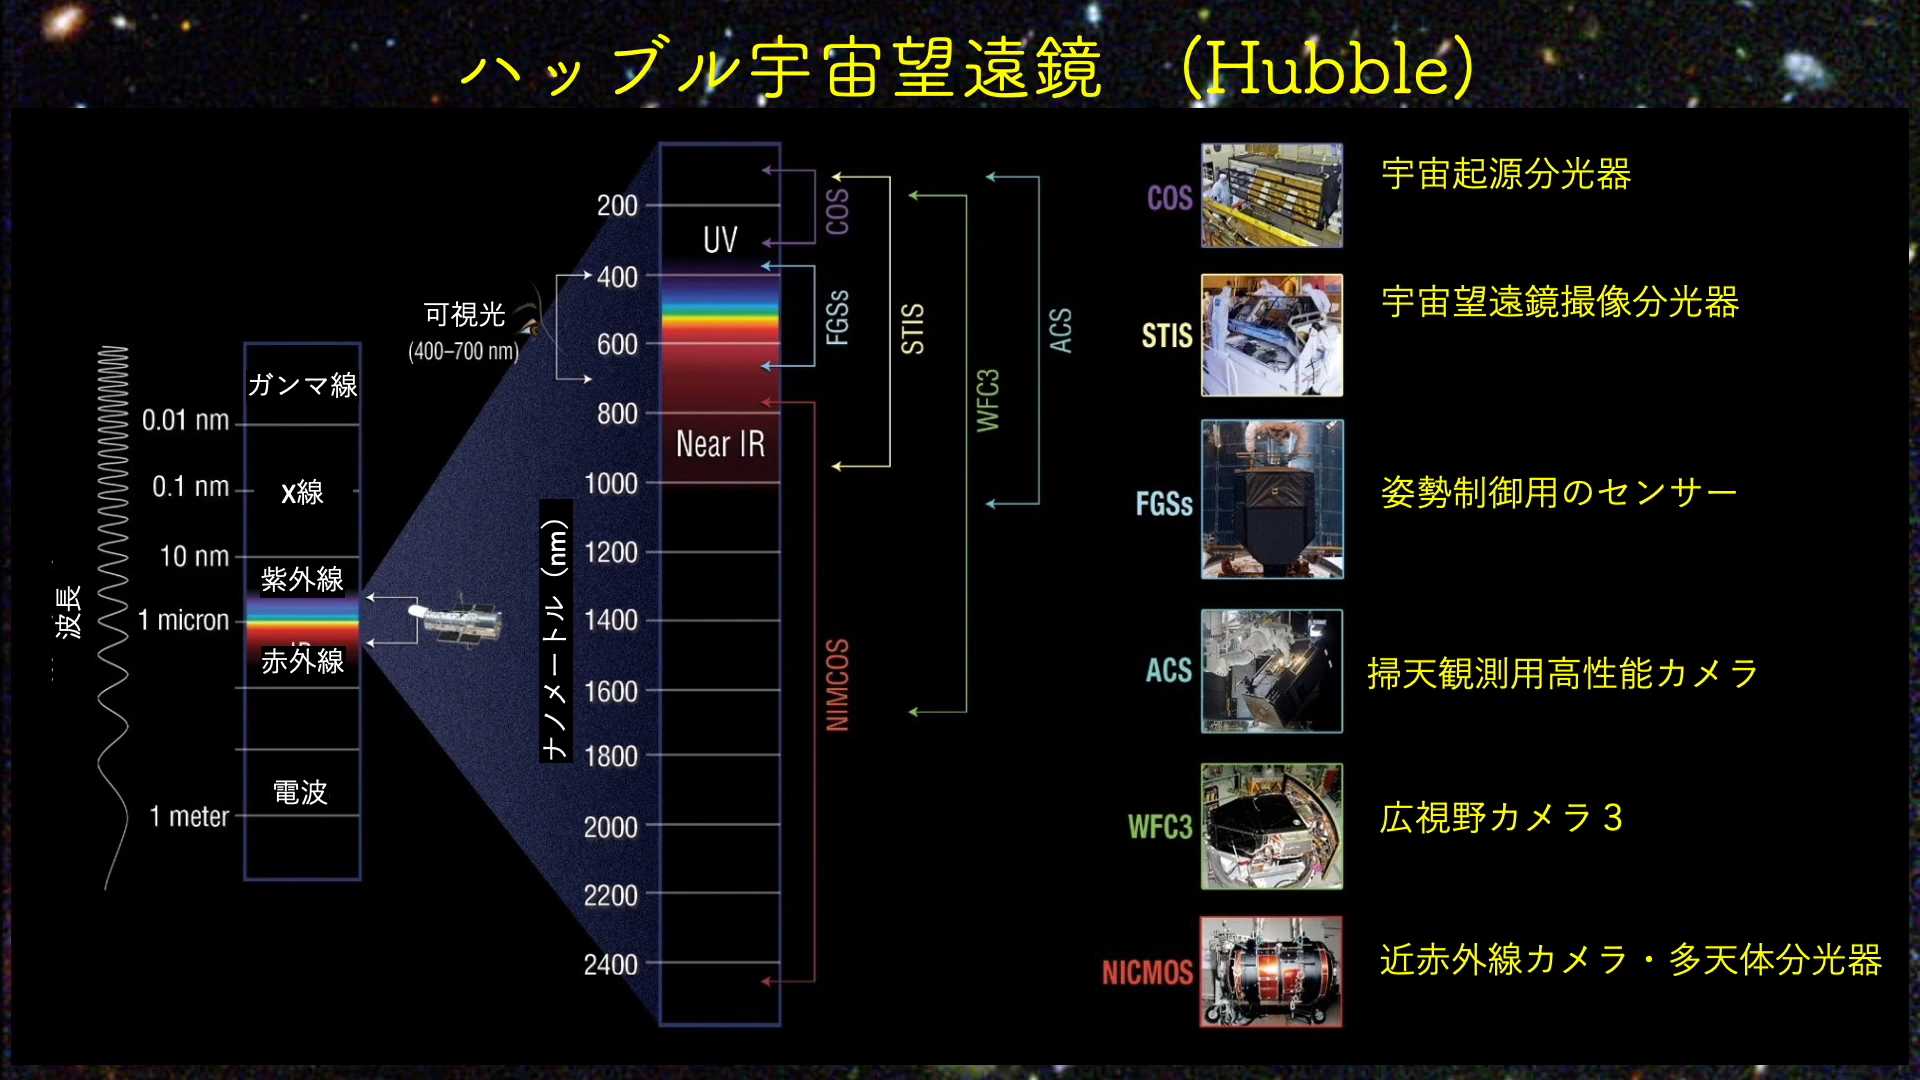 ハッブル宇宙望遠鏡　(Hubble)
波長
0.01 nm
0.1 nm
10 nm
1 micron
1 meter
ガンマ線
X線
紫外線
赤外線
電波
可視光
(400–700 nm)
ナノメートル（nm）
200
400
600
800
1000
1200
1400
1600
1800
2000
2200
2400
UV
Near IR
COS
FGSs
NIMCOS
STIS
WFC3
ACS
COS
宇宙起源分光器
STIS
宇宙望遠鏡撮像分光器
FGSs
姿勢制御用のセンサー
ACS
掃天観測用高性能カメラ
WFC3
広視野カメラ３
NICMOS
近赤外線カメラ・多天体分光器